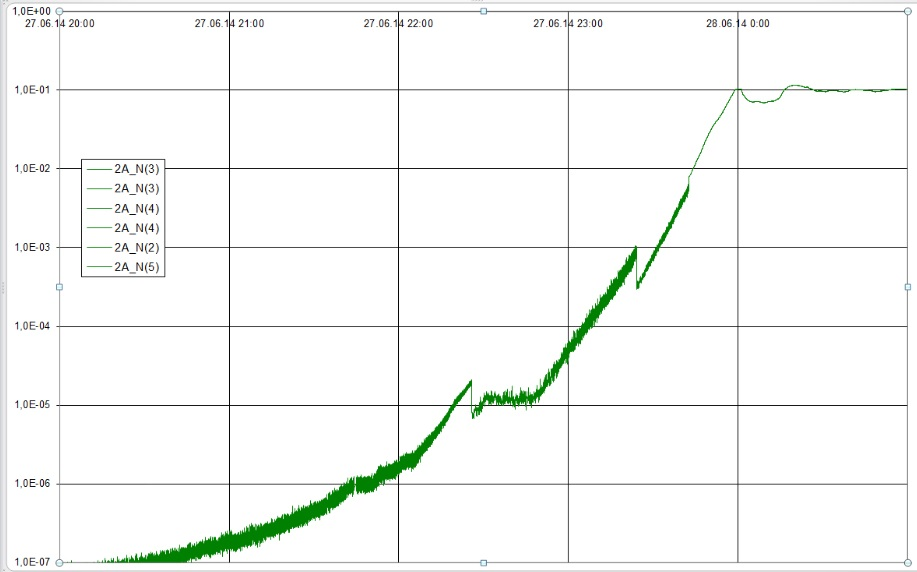 1,0E+00
27.06.14 20:00 27.06.14 21:00 27.06.14 22:00 27.06.14 23:00 28.06.14 0:00
1,0E-01
1,0E-02
2A_N(3)
2A_N(3)
2A_N(4)
2A_N(4)
2A_N(2)
2A_N(5)
1,0E-03
1,0E-04
1,0E-05
1,0E-06
1,0E-07